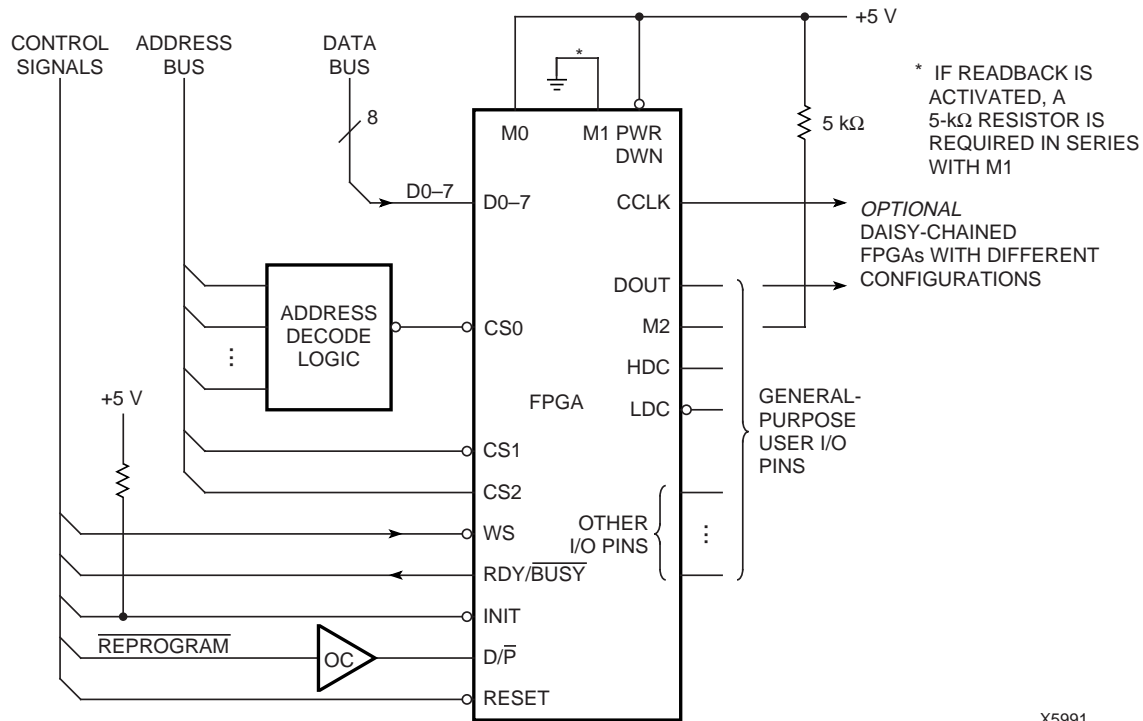 CONTROL
SIGNALS
ADDRESS
BUS
DATA
BUS
+5 V
*
8
M0
M1 PWR
DWN
5 kΩ
* IF READBACK IS
ACTIVATED, A
5-kΩ RESISTOR IS
REQUIRED IN SERIES
WITH M1
D0–7
D0–7
CCLK
OPTIONAL
DAISY-CHAINED
FPGAs WITH DIFFERENT
CONFIGURATIONS
ADDRESS
DECODE
LOGIC
⋮
CS0
DOUT
M2
HDC
LDC
FPGA
GENERAL-
PURPOSE
USER I/O
PINS
+5 V
CS1
CS2
OTHER
I/O PINS
⋮
WS
RDY/B̅U̅S̅Y̅
INIT
R̅E̅P̅R̅O̅G̅R̅A̅M̅
OC
D/P̅
RESET
X5991